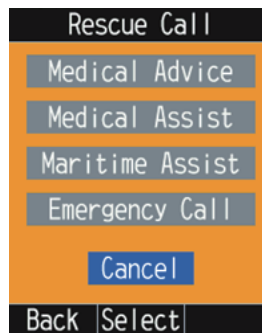 Rescue Call
Medical Advice
Medical Assist
Maritime Assist
Emergency Call
Cancel
Back Select